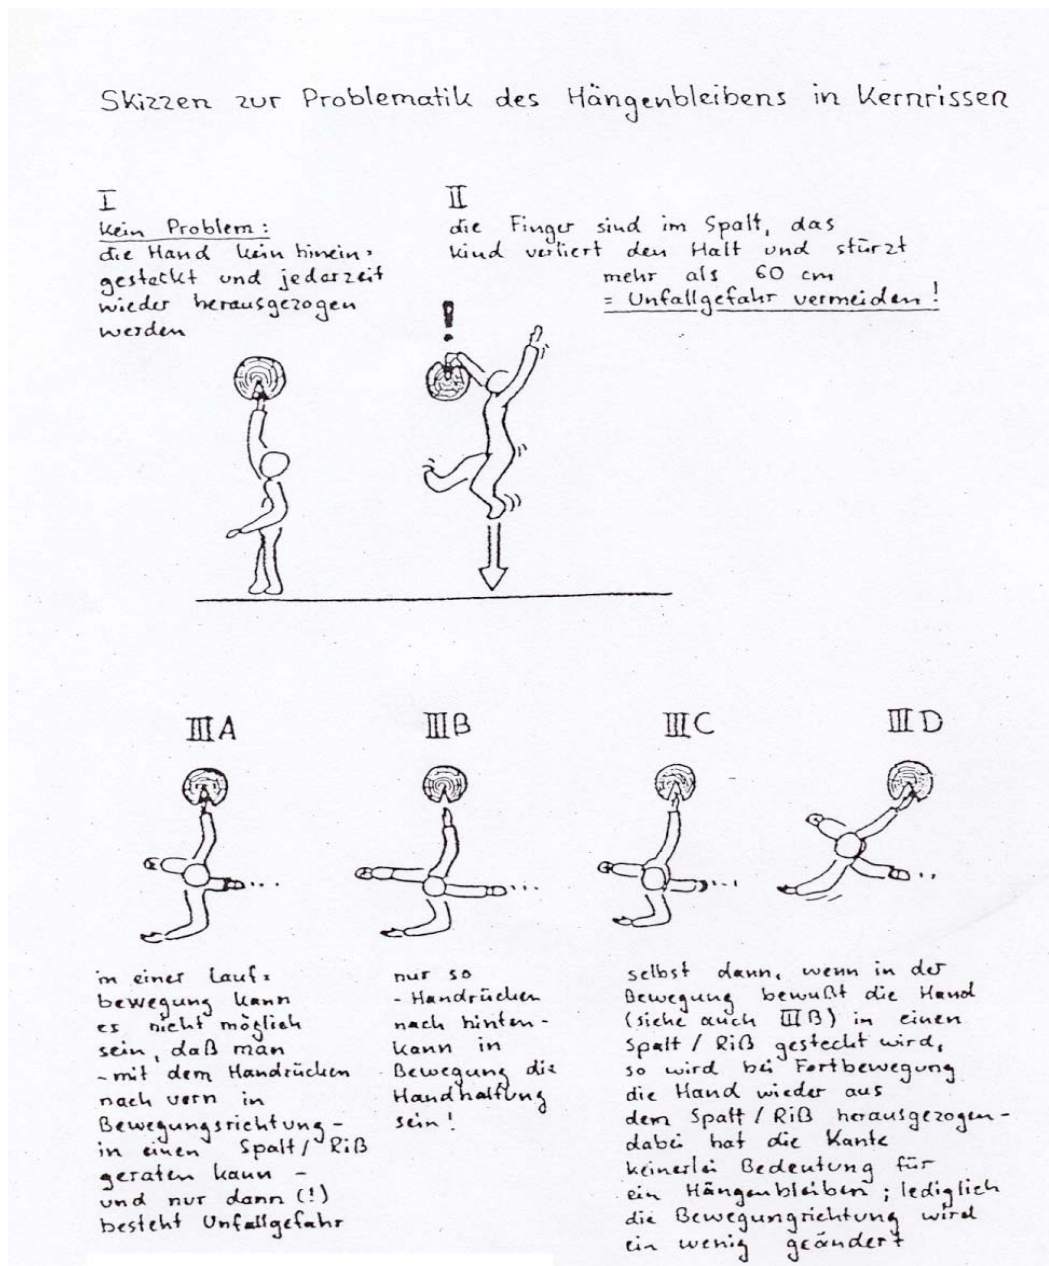 Skizzen zur Problematik des Hängenbleibens in Kernrissen
I
kein Problem:
die Hand kein hinein=
gesteckt und jederzeit
wieder herausgezogen
werden
II
die Finger sind im Spalt, das
Kind verliert den Halt und stürzt
mehr als 60 cm
= Unfallgefahr vermeiden!
!
III A
in einer Lauf=
bewegung kann
es nicht möglich
sein, daß man
- mit dem Handrücken
nach vorn in
Bewegungsrichtung -
in einen Spalt / Riß
geraten kann -
und nur dann (!)
besteht Unfallgefahr
III B
nur so
- Handrücken
nach hinten -
kann in
Bewegung die
Handhaltung
sein!
III C
III D
selbst dann, wenn in der
Bewegung bewußt die Hand
(siehe auch III B) in einen
Spalt / Riß gesteckt wird,
so wird bei Fortbewegung
die Hand wieder aus
dem Spalt / Riß herausgezogen -
dabei hat die Kante
keinerlei Bedeutung für
ein Hängenbleiben; lediglich
die Bewegungrichtung wird
ein wenig geändert